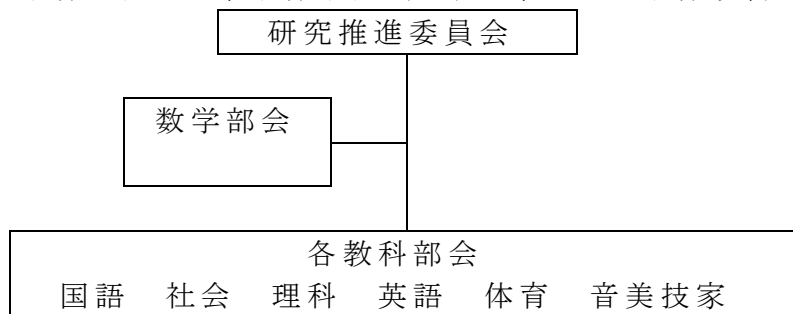 研究推進委員会
数学部会
各教科部会
国語 社会 理科 英語 体育 音美技家